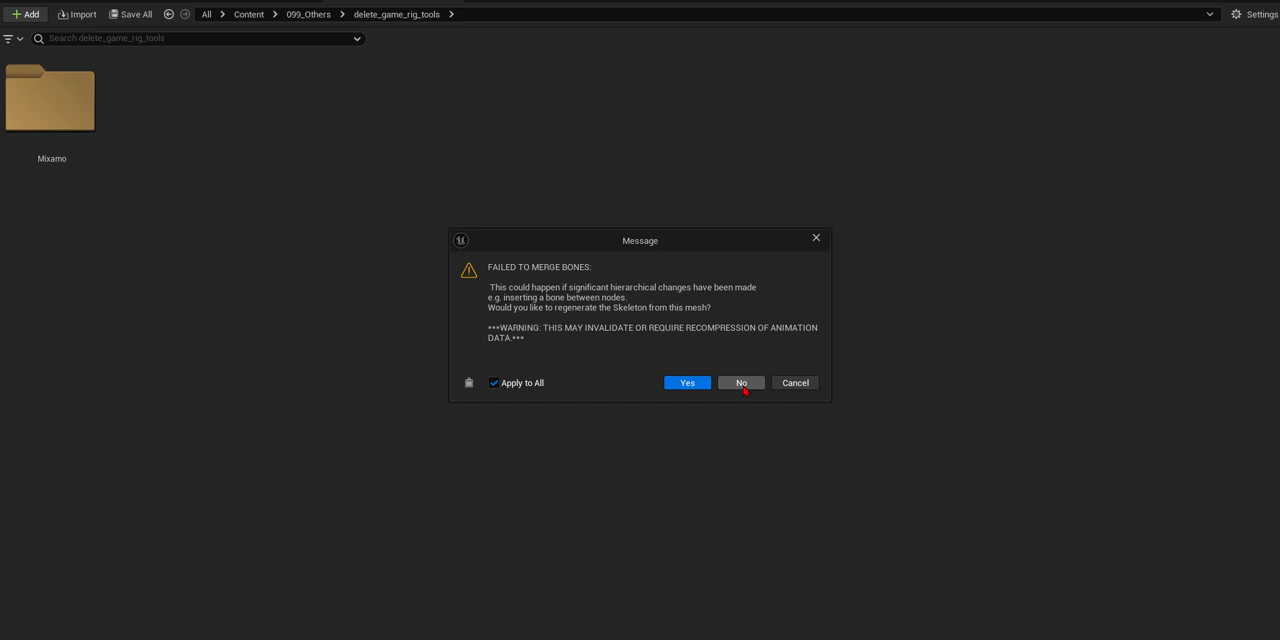 Add Import Save All All Content 099_Others delete_game_rig_tools Settings
Search delete_game_rig_tools
Mixamo
Message
FAILED TO MERGE BONES:
This could happen if significant hierarchical changes have been made
e.g. inserting a bone between nodes.
Would you like to regenerate the Skeleton from this mesh?
***WARNING: THIS MAY INVALIDATE OR REQUIRE RECOMPRESSION OF ANIMATION
DATA.***
Apply to All Yes No Cancel